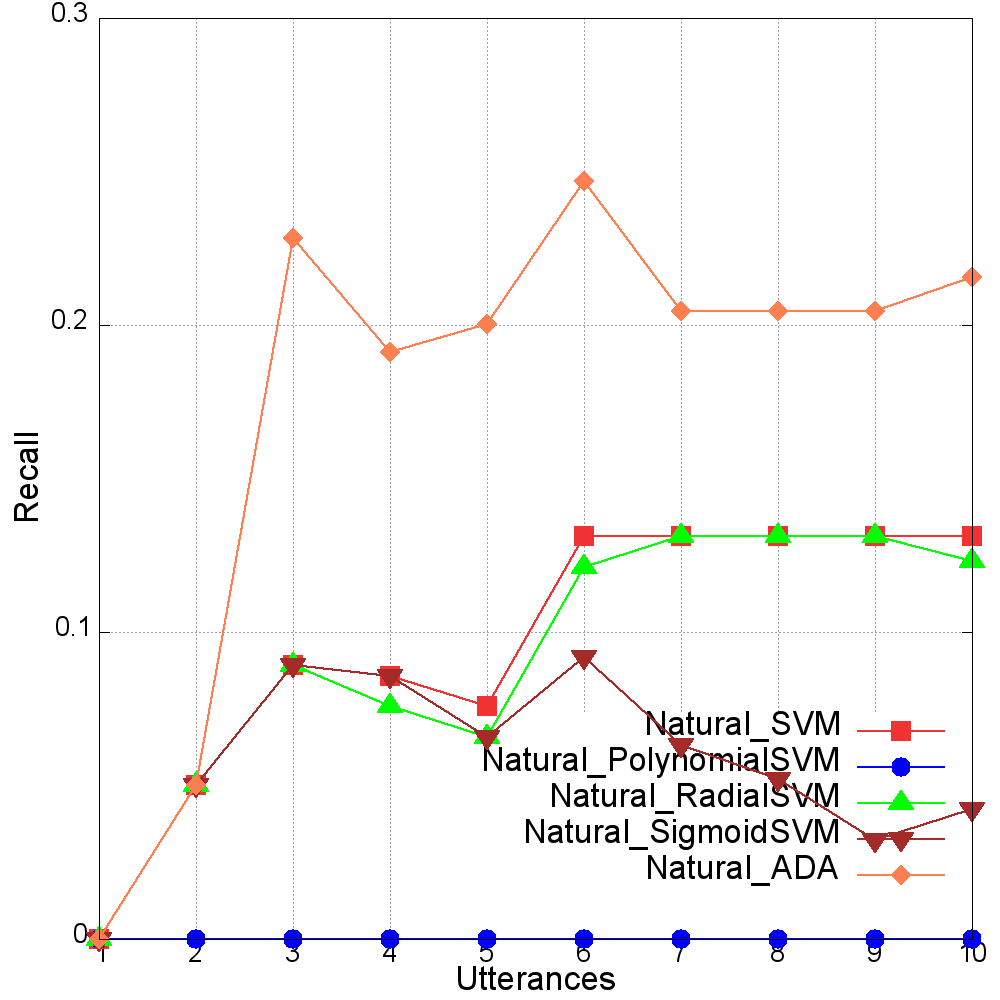 0.3
0.2
0.1
0
Recall
Natural_SVM
Natural_PolynomialSVM
Natural_RadialSVM
Natural_SigmoidSVM
Natural_ADA
1 2 3 4 5 6 7 8 9 10
Utterances